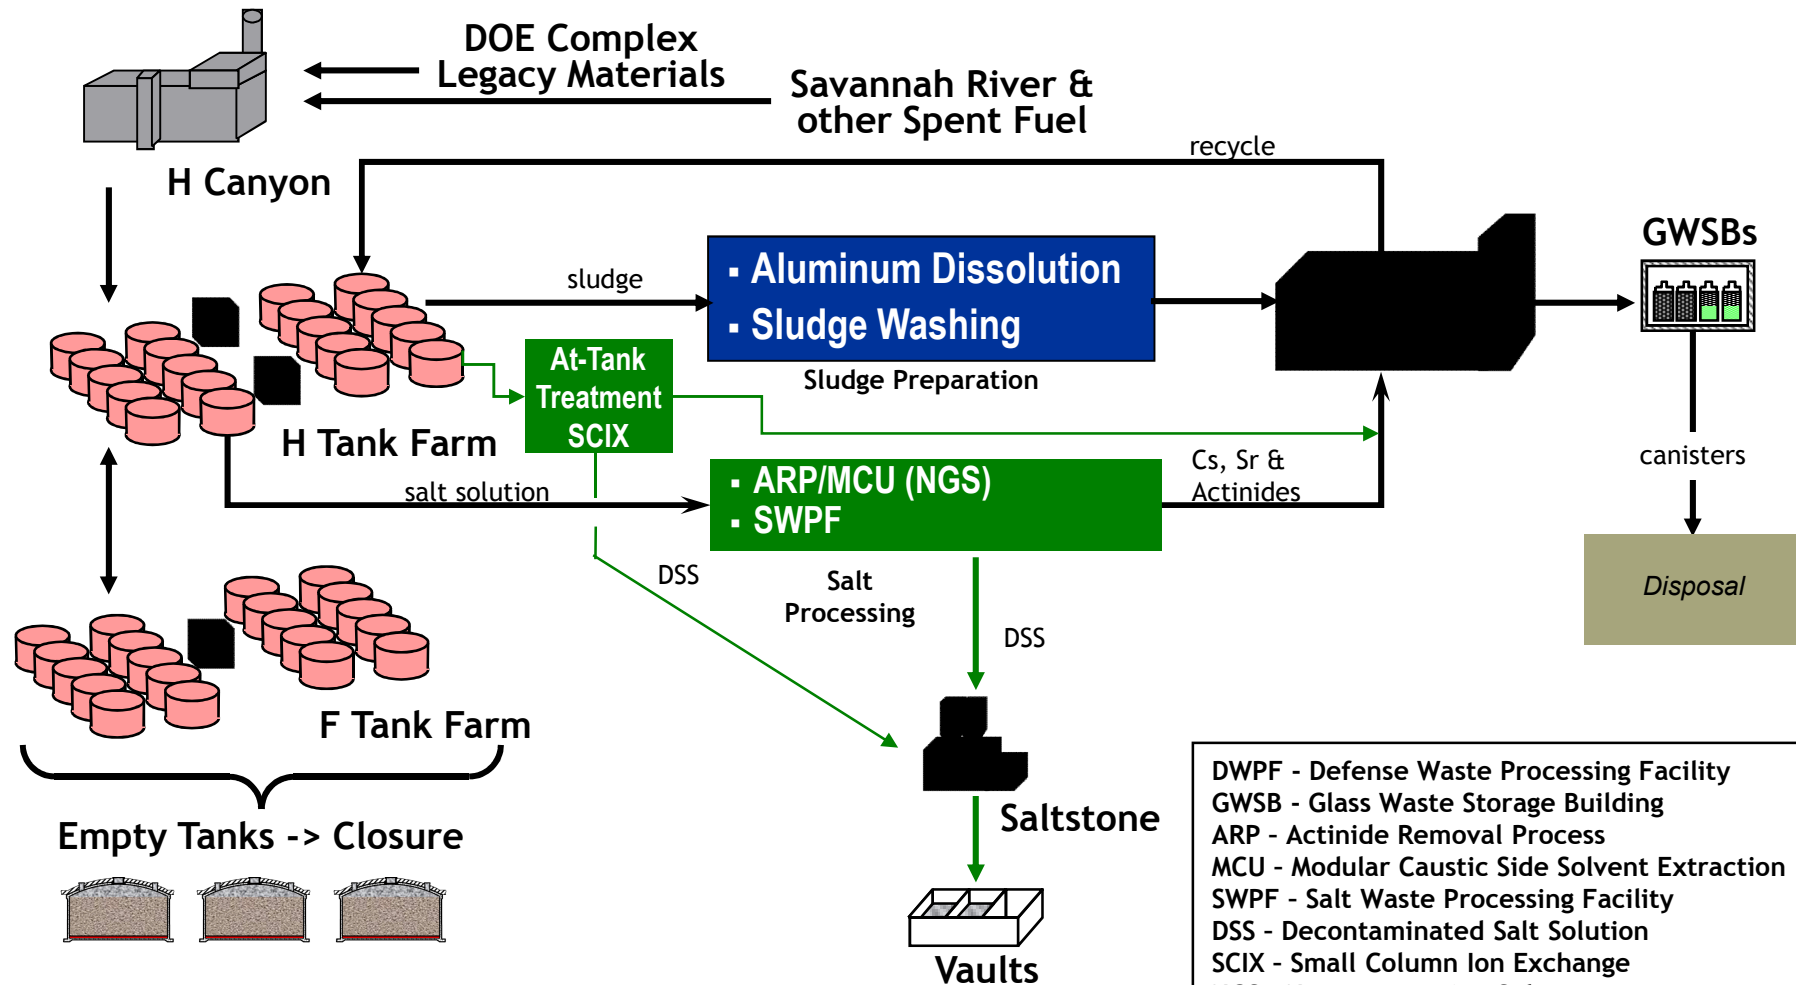 DOE Complex
Legacy Materials
Savannah River &
other Spent Fuel
recycle
H Canyon
GWSBs
sludge
▪ Aluminum Dissolution
▪ Sludge Washing
Sludge Preparation
At-Tank
Treatment
SCIX
H Tank Farm
salt solution
▪ ARP/MCU (NGS)
▪ SWPF
Cs, Sr &
Actinides
canisters
Disposal
DSS
Salt
Processing
DSS
F Tank Farm
Empty Tanks -> Closure
Saltstone
Vaults
DWPF - Defense Waste Processing Facility
GWSB - Glass Waste Storage Building
ARP - Actinide Removal Process
MCU - Modular Caustic Side Solvent Extraction
SWPF - Salt Waste Processing Facility
DSS - Decontaminated Salt Solution
SCIX - Small Column Ion Exchange